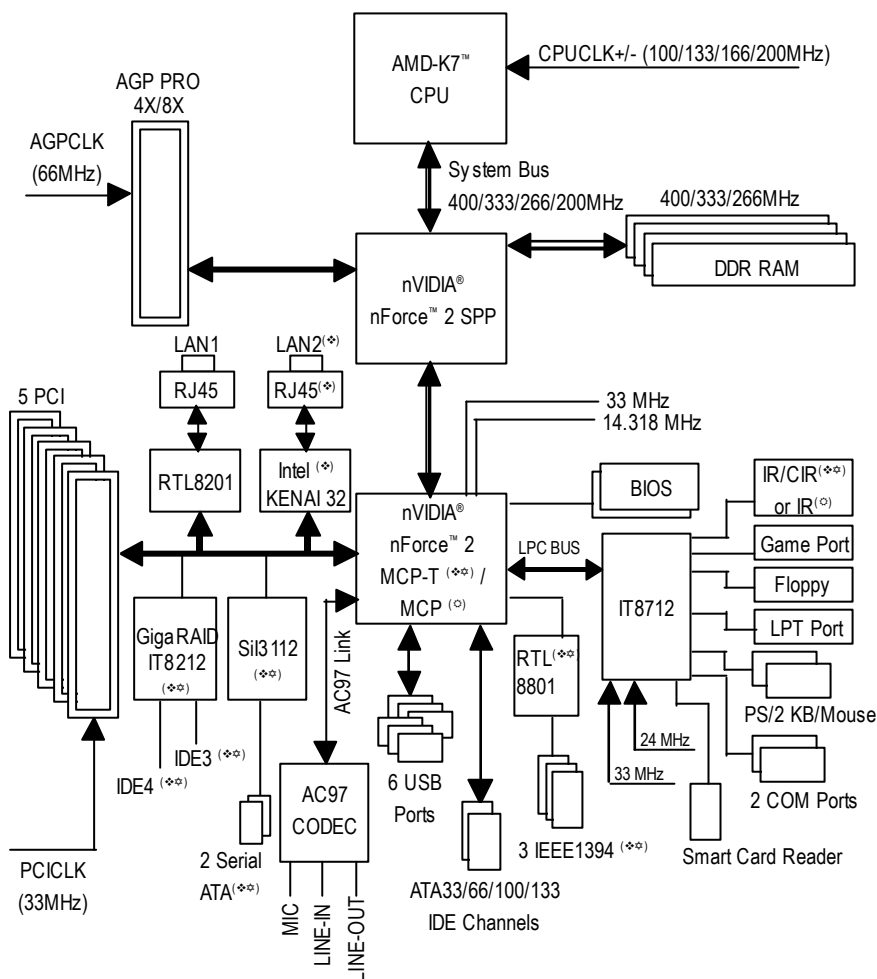 AMD-K7™
CPU
CPUCLK+/- (100/133/166/200MHz)
AGP PRO
4X/8X
AGPCLK
(66MHz)
System Bus
400/333/266/200MHz
400/333/266MHz
DDR RAM
nVIDIA®
nForce™ 2 SPP
LAN1
RJ45
LAN2(❖)
RJ45(❖)
5 PCI
33 MHz
14.318 MHz
RTL8201
Intel (❖)
KENAI 32
BIOS
IR/CIR(❖✡)
or IR(☼)
nVIDIA®
nForce™ 2
MCP-T (❖✡) /
MCP (☼)
LPC BUS
IT8712
Game Port
Floppy
LPT Port
PS/2 KB/Mouse
2 COM Ports
GigaRAID
IT8212
(❖✡)
SiI3112
(❖✡)
AC97 Link
RTL(❖✡)
8801
24 MHz
33 MHz
IDE3(❖✡)
IDE4 (❖✡)
6 USB
Ports
AC97
CODEC
3 IEEE1394 (❖✡)
Smart Card Reader
2 Serial
ATA(❖✡)
PCICLK
(33MHz)
MIC
LINE-IN
LINE-OUT
ATA33/66/100/133
IDE Channels